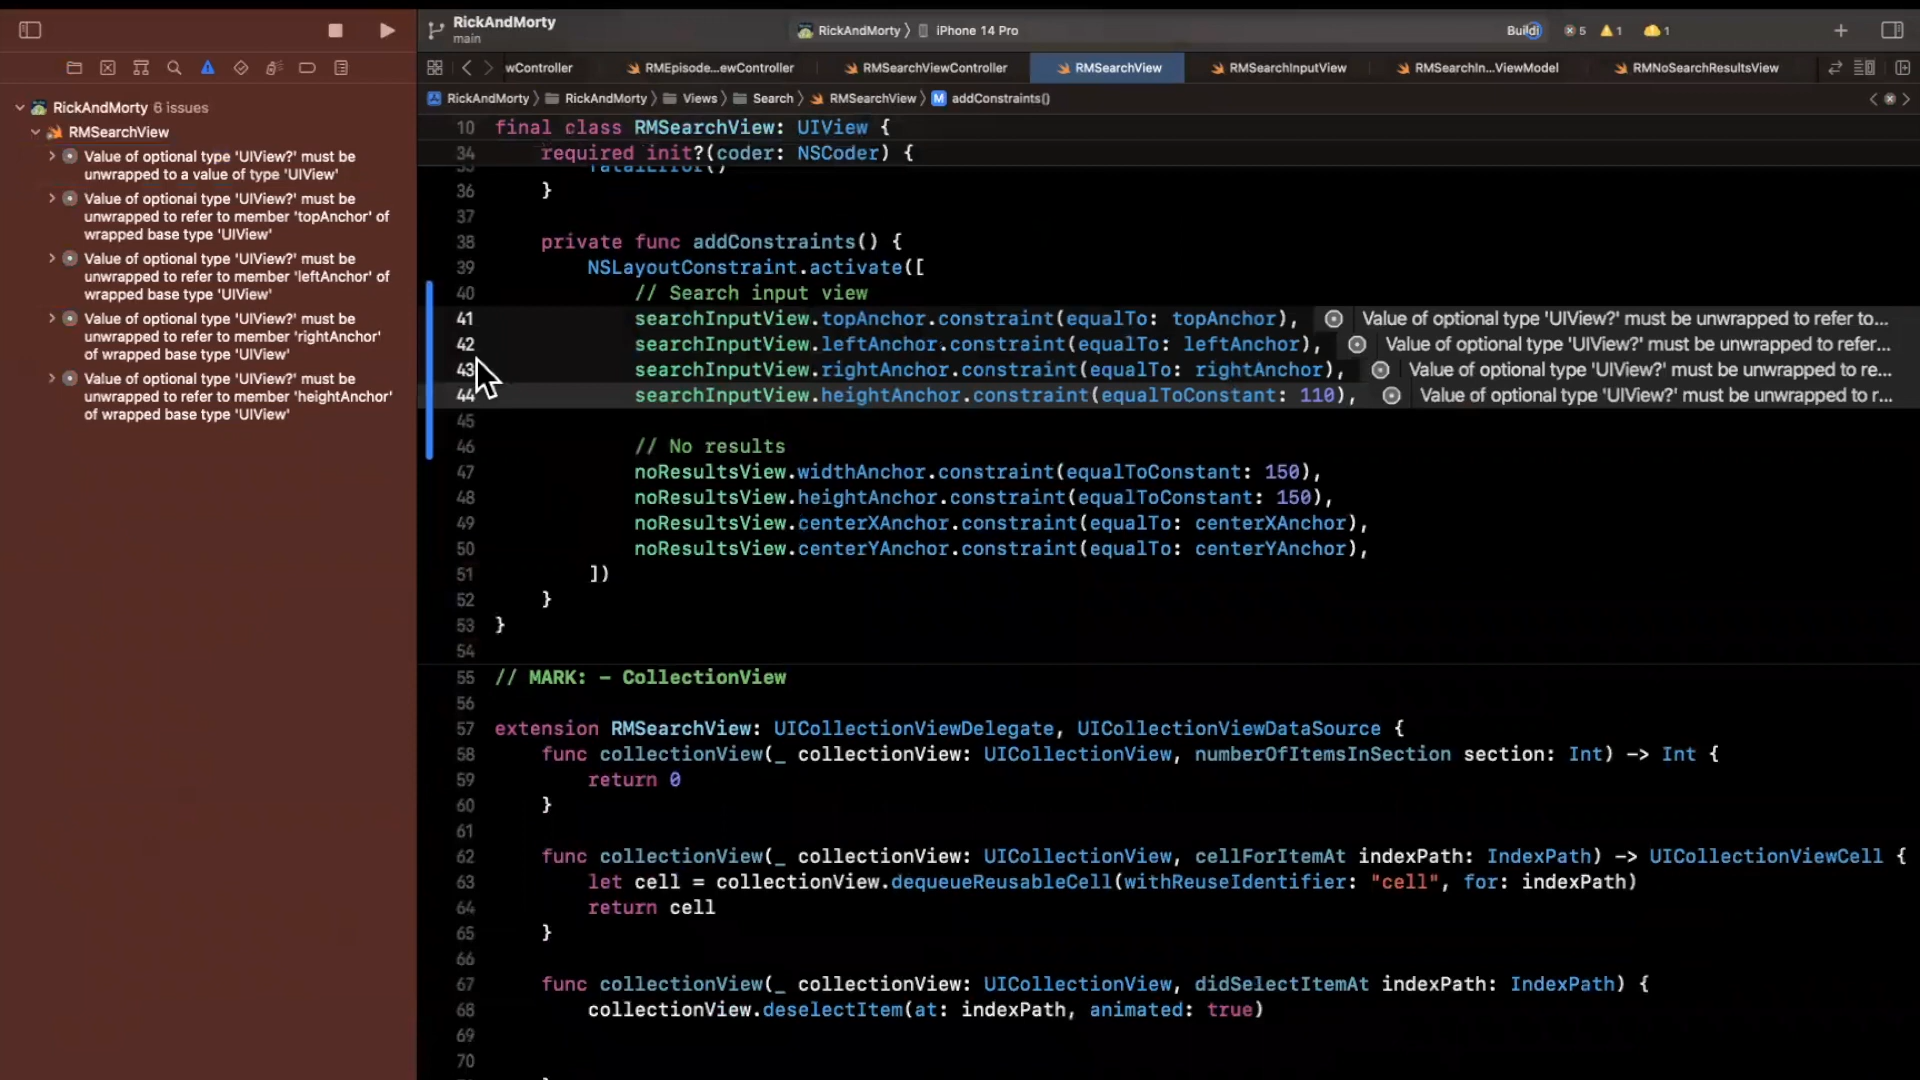 RickAndMorty
main
RickAndMorty
iPhone 14 Pro
5
1
1
wController
RMEpisode...ewController
RMSearchViewController
RMSearchView
RMSearchInputView
RMSearchIn...ViewModel
RMNoSearchResultsView
RickAndMorty
RickAndMorty
Views
Search
RMSearchView
M addConstraints()
RickAndMorty 6 issues
RMSearchView
Value of optional type 'UIView?' must be
unwrapped to a value of type 'UIView'
Value of optional type 'UIView?' must be
unwrapped to refer to member 'topAnchor' of
wrapped base type 'UIView'
Value of optional type 'UIView?' must be
unwrapped to refer to member 'leftAnchor' of
wrapped base type 'UIView'
Value of optional type 'UIView?' must be
unwrapped to refer to member 'rightAnchor'
of wrapped base type 'UIView'
Value of optional type 'UIView?' must be
unwrapped to refer to member 'heightAnchor'
of wrapped base type 'UIView'
10 final class RMSearchView: UIView {
34 required init?(coder: NSCoder) {
35 fatalError()
36 }
37
38 private func addConstraints() {
39 NSLayoutConstraint.activate([
40 // Search input view
41 searchInputView.topAnchor.constraint(equalTo: topAnchor), Value of optional type 'UIView?' must be unwrapped to refer to...
42 searchInputView.leftAnchor.constraint(equalTo: leftAnchor), Value of optional type 'UIView?' must be unwrapped to refer...
43 searchInputView.rightAnchor.constraint(equalTo: rightAnchor), Value of optional type 'UIView?' must be unwrapped to re...
44 searchInputView.heightAnchor.constraint(equalToConstant: 110), Value of optional type 'UIView?' must be unwrapped to r...
45
46 // No results
47 noResultsView.widthAnchor.constraint(equalToConstant: 150),
48 noResultsView.heightAnchor.constraint(equalToConstant: 150),
49 noResultsView.centerXAnchor.constraint(equalTo: centerXAnchor),
50 noResultsView.centerYAnchor.constraint(equalTo: centerYAnchor),
51 ])
52 }
53 }
54
55 // MARK: - CollectionView
56
57 extension RMSearchView: UICollectionViewDelegate, UICollectionViewDataSource {
58 func collectionView(_ collectionView: UICollectionView, numberOfItemsInSection section: Int) -> Int {
59 return 0
60 }
61
62 func collectionView(_ collectionView: UICollectionView, cellForItemAt indexPath: IndexPath) -> UICollectionViewCell {
63 let cell = collectionView.dequeueReusableCell(withReuseIdentifier: "cell", for: indexPath)
64 return cell
65 }
66
67 func collectionView(_ collectionView: UICollectionView, didSelectItemAt indexPath: IndexPath) {
68 collectionView.deselectItem(at: indexPath, animated: true)
69
70